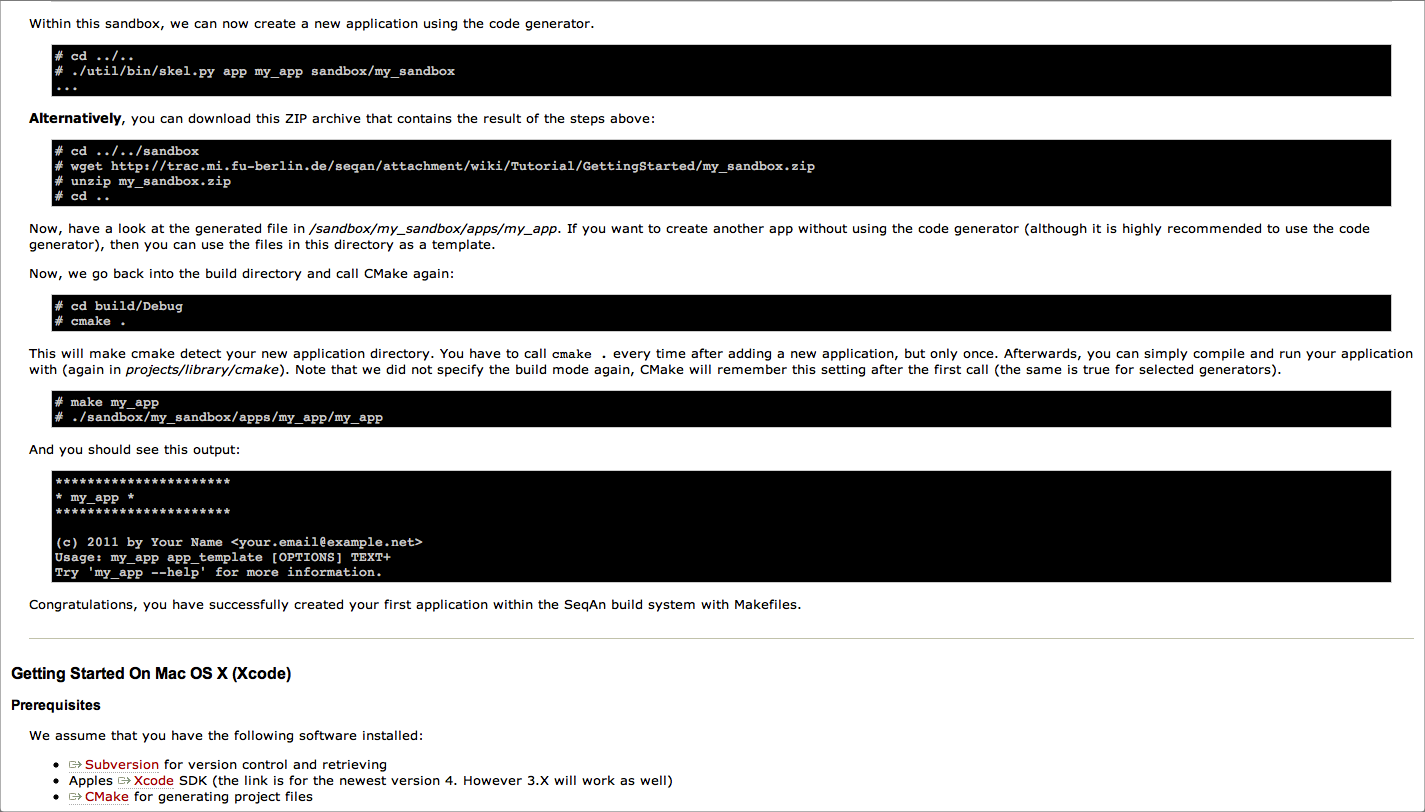 Within this sandbox, we can now create a new application using the code generator.
# cd ../..
# ./util/bin/skel.py app my_app sandbox/my_sandbox
...
Alternatively, you can download this ZIP archive that contains the result of the steps above:
# cd ../../sandbox
# wget http://trac.mi.fu-berlin.de/seqan/attachment/wiki/Tutorial/GettingStarted/my_sandbox.zip
# unzip my_sandbox.zip
# cd ..
Now, have a look at the generated file in /sandbox/my_sandbox/apps/my_app. If you want to create another app without using the code generator (although it is highly recommended to use the code
generator), then you can use the files in this directory as a template.
Now, we go back into the build directory and call CMake again:
# cd build/Debug
# cmake .
This will make cmake detect your new application directory. You have to call cmake . every time after adding a new application, but only once. Afterwards, you can simply compile and run your application
with (again in projects/library/cmake). Note that we did not specify the build mode again, CMake will remember this setting after the first call (the same is true for selected generators).
# make my_app
# ./sandbox/my_sandbox/apps/my_app/my_app
And you should see this output:
**********************
* my_app *
**********************
(c) 2011 by Your Name <your.email@example.net>
Usage: my_app app_template [OPTIONS] TEXT+
Try 'my_app --help' for more information.
Congratulations, you have successfully created your first application within the SeqAn build system with Makefiles.
Getting Started On Mac OS X (Xcode)
Prerequisites
We assume that you have the following software installed:
• Subversion for version control and retrieving
• Apples Xcode SDK (the link is for the newest version 4. However 3.X will work as well)
• CMake for generating project files